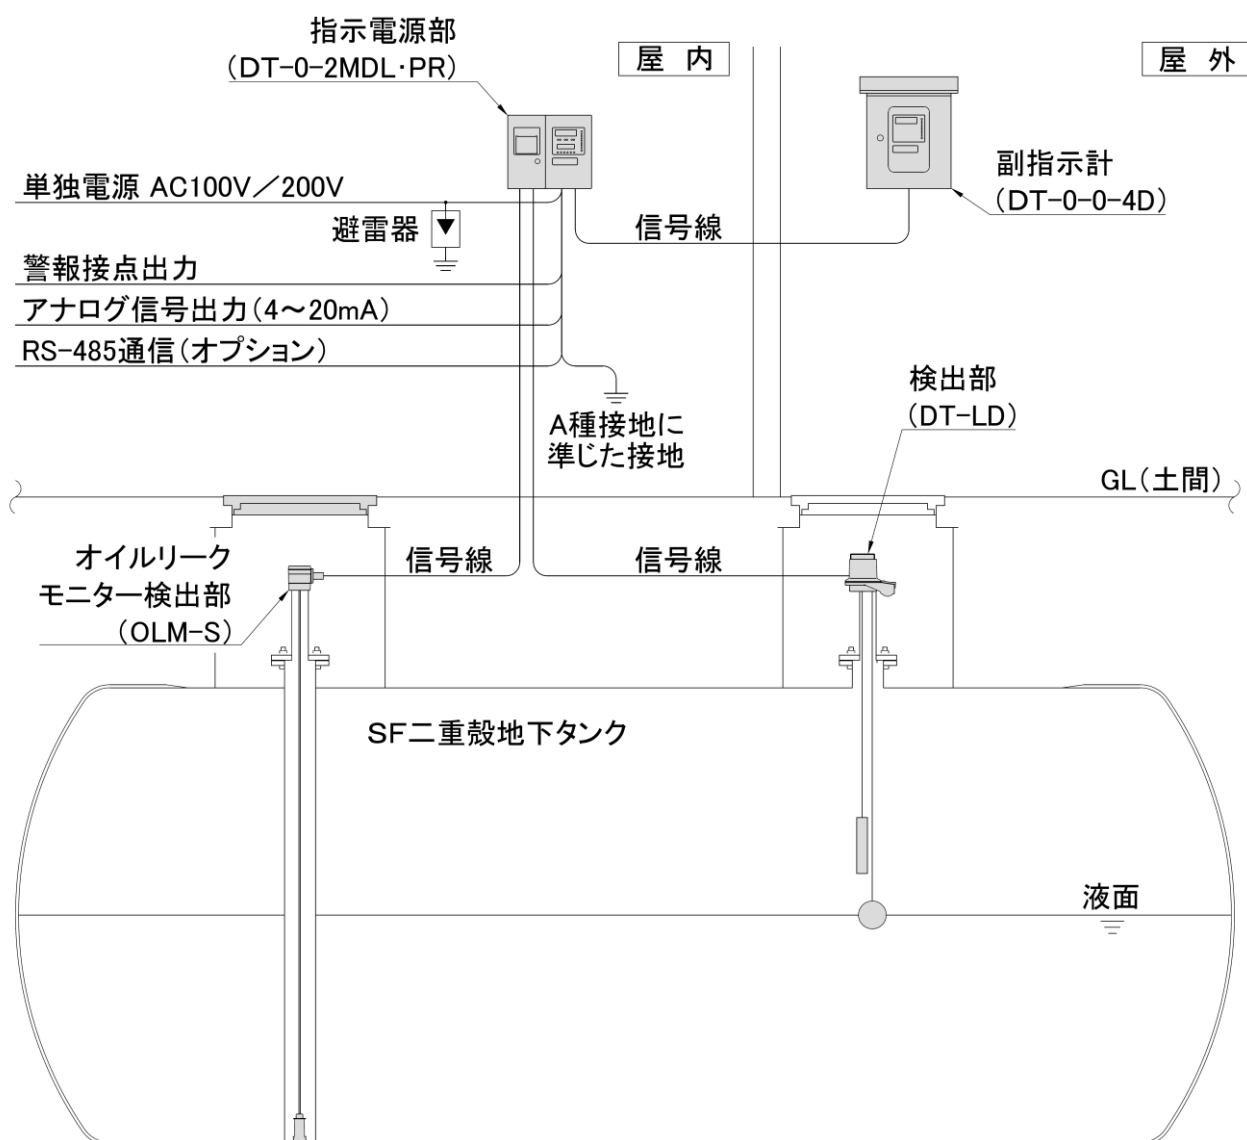 指示電源部
(DT-0-2MDL･PR)
屋 内
屋 外
副指示計
(DT-0-0-4D)
単独電源 AC100V／200V
避雷器
信号線
警報接点出力
アナログ信号出力(4～20mA)
RS-485通信(オプション)
A種接地に
準じた接地
検出部
(DT-LD)
GL(土間)
オイルリーク
モニター検出部
(OLM-S)
信号線
信号線
SF二重殻地下タンク
液面